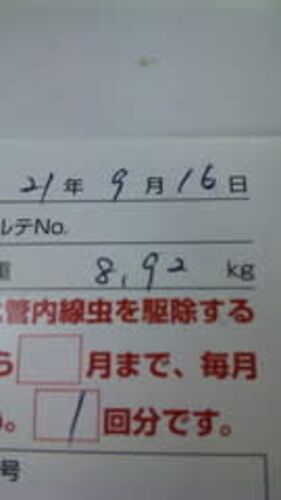 21年9月16日
ルテNo.
重 8,92 kg
管内線虫を駆除する
ら 月まで、毎月
。1回分です。
号